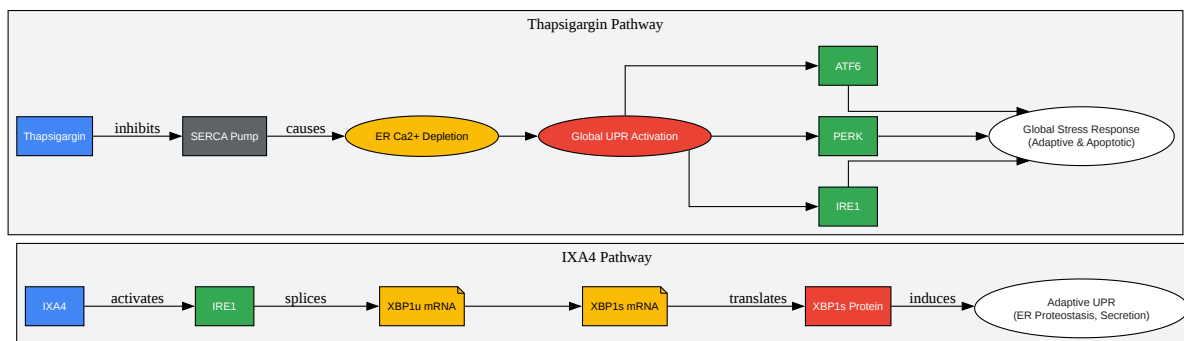 Thapsigargin Pathway
ATF6
Thapsigargin
inhibits
SERCA Pump
causes
ER Ca2+ Depletion
Global UPR Activation
PERK
Global Stress Response
(Adaptive & Apoptotic)
IRE1
IXA4 Pathway
IXA4
activates
IRE1
splices
XBP1u mRNA
XBP1s mRNA
translates
XBP1s Protein
induces
Adaptive UPR
(ER Proteostasis, Secretion)